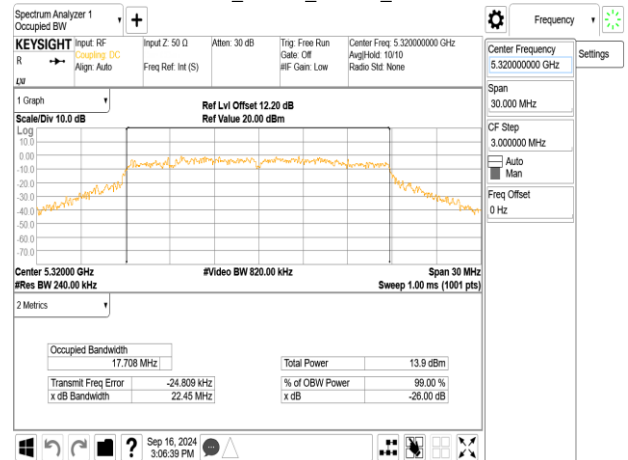 Spectrum Analyzer 1
Occupied BW
Frequency
KEYSIGHT Input: RF Input Z: 50 Ω Atten: 30 dB Trig: Free Run Center Freq: 5.320000000 GHz
Coupling: DC Gate: Off Avg|Hold: 10/10
R Align: Auto Freq Ref: Int (S) #IF Gain: Low Radio Std: None
LXI
Center Frequency
5.320000000 GHz
Settings
Span
30.000 MHz
CF Step
3.000000 MHz
Auto
Man
Freq Offset
0 Hz
1 Graph
Ref Lvl Offset 12.20 dB
Scale/Div 10.0 dB Ref Value 20.00 dBm
Log
10.0
0.00
-10.0
-20.0
-30.0
-40.0
-50.0
-60.0
-70.0
Center 5.32000 GHz #Video BW 820.00 kHz Span 30 MHz
#Res BW 240.00 kHz Sweep 1.00 ms (1001 pts)
2 Metrics
Occupied Bandwidth
17.708 MHz
Total Power 13.9 dBm
Transmit Freq Error -24.809 kHz % of OBW Power 99.00 %
x dB Bandwidth 22.45 MHz x dB -26.00 dB
?
Sep 16, 2024
3:06:39 PM